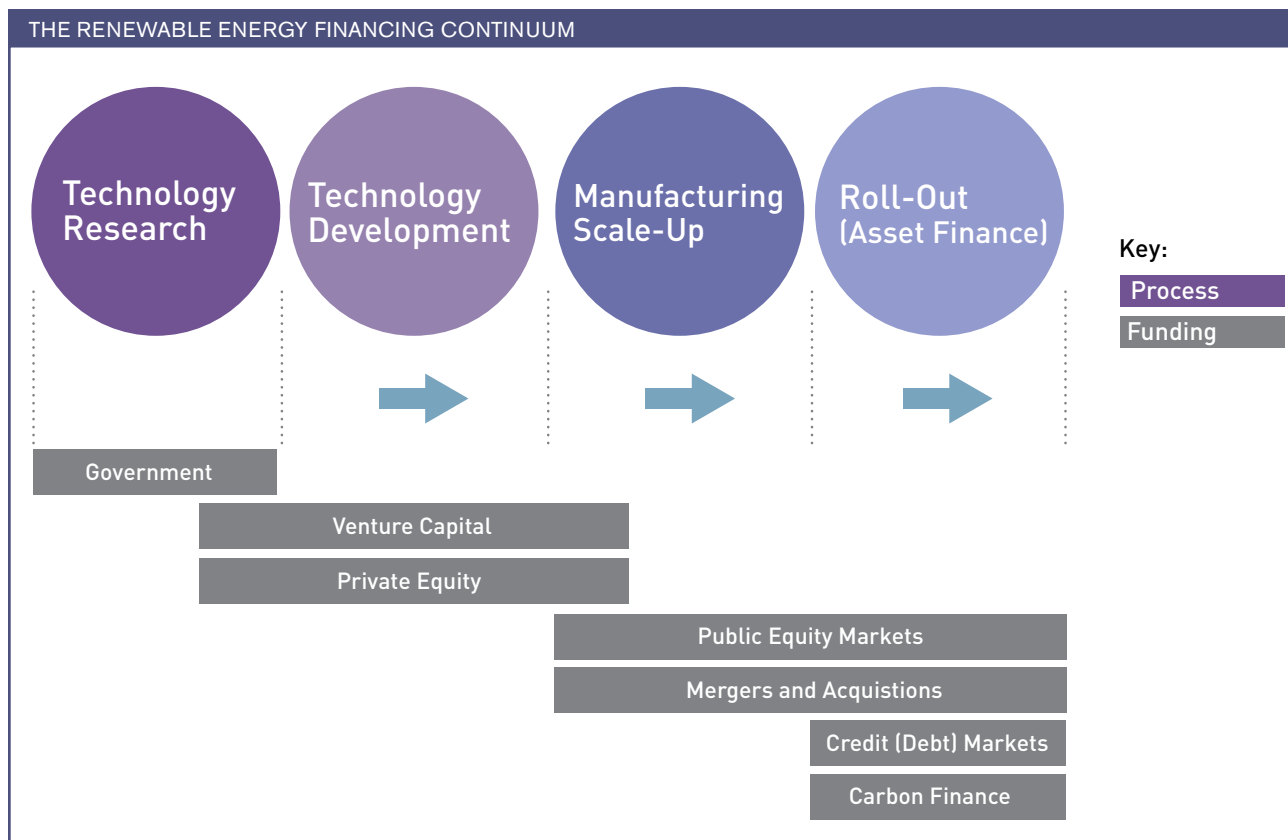 THE RENEWABLE ENERGY FINANCING CONTINUUM
Technology
Research
Technology
Development
Manufacturing
Scale-Up
Roll-Out
(Asset Finance)
Key:
Process
Funding
Government
Venture Capital
Private Equity
Public Equity Markets
Mergers and Acquistions
Credit (Debt) Markets
Carbon Finance